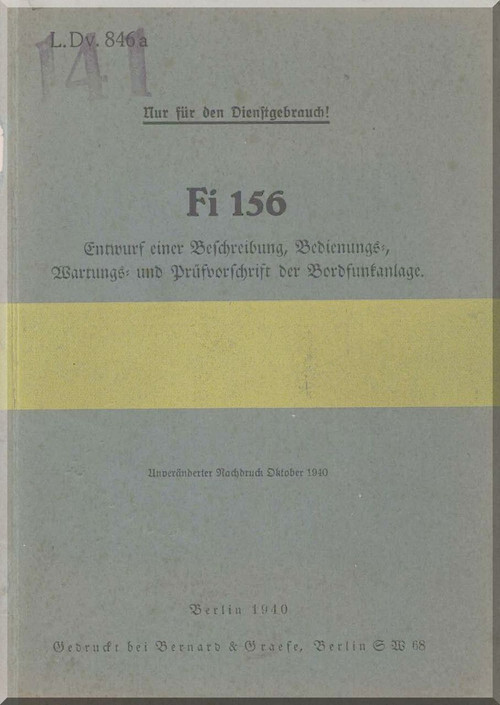 L.Dv. 846a
141
Nur für den Dienstgebrauch!
Fi 156
Entwurf einer Beschreibung, Bedienungs-,
Wartungs- und Prüfvorschrift der Bordfunkanlage.
Unveränderter Nachdruck Oktober 1940
Berlin 1940
Gedruckt bei Bernard & Graefe, Berlin SW 68